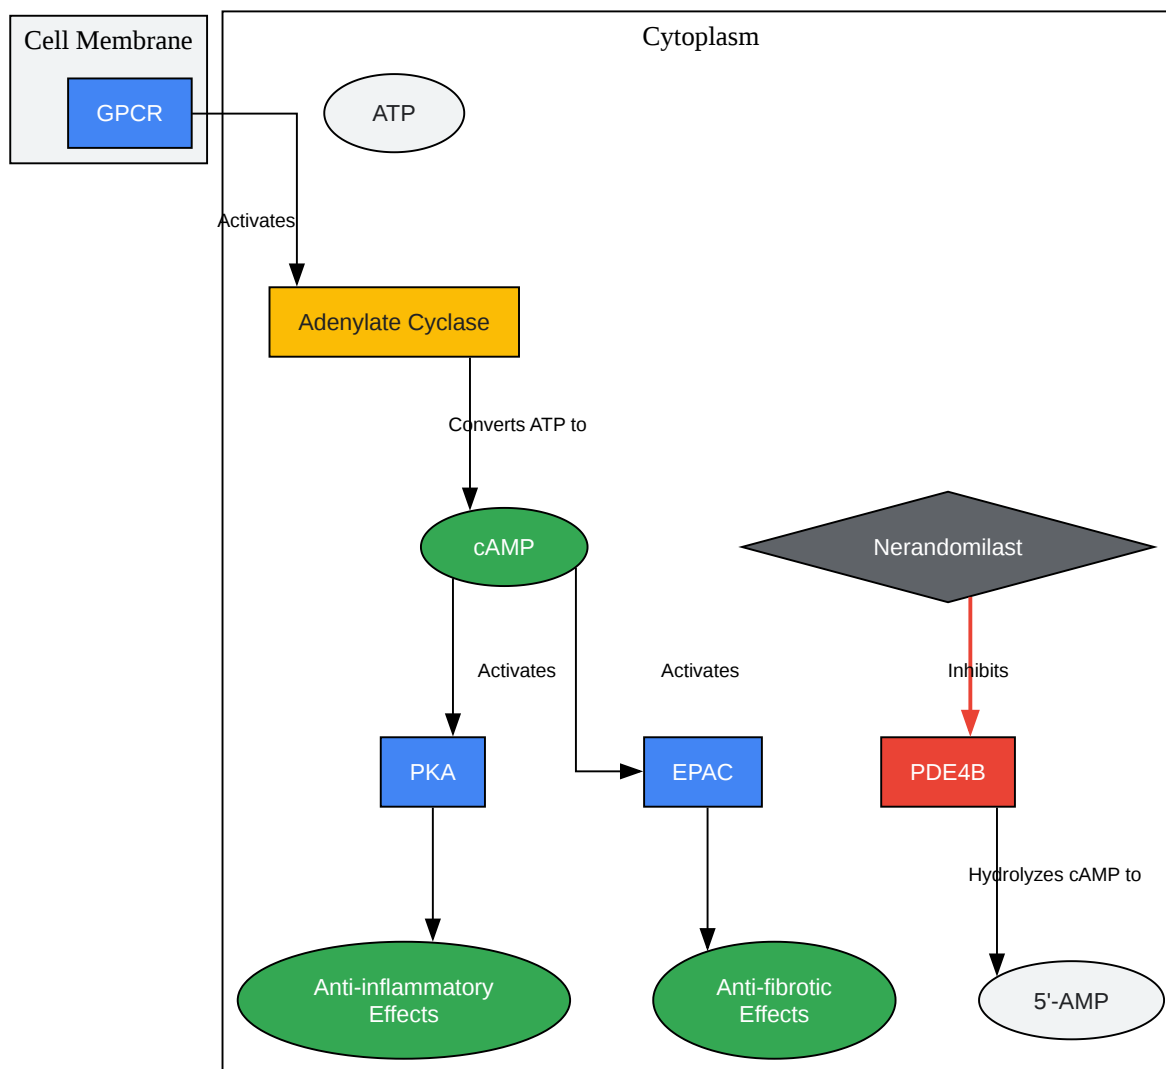 Cell Membrane
Cytoplasm
GPCR
ATP
Activates
Adenylate Cyclase
Converts ATP to
cAMP
Nerandomilast
Activates
Activates
Inhibits
PKA
EPAC
PDE4B
Hydrolyzes cAMP to
Anti-inflammatory
Effects
Anti-fibrotic
Effects
5'-AMP